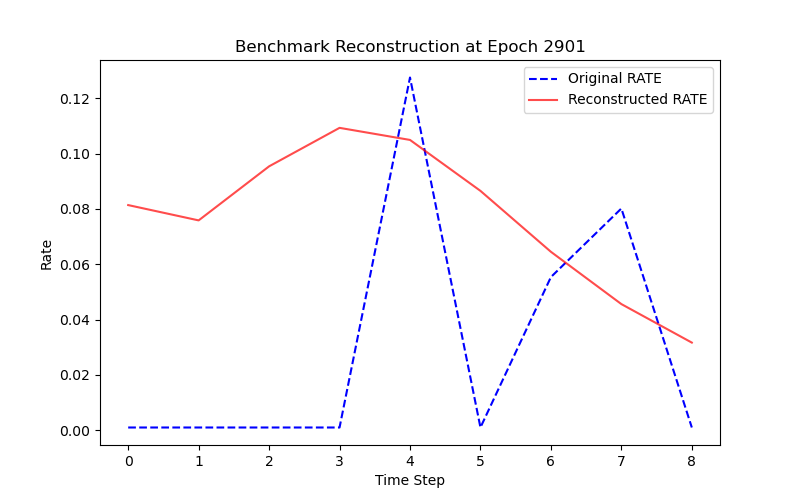 Benchmark Reconstruction at Epoch 2901
Original RATE
Reconstructed RATE
Rate
0.12
0.10
0.08
0.06
0.04
0.02
0.00
0 1 2 3 4 5 6 7 8
Time Step